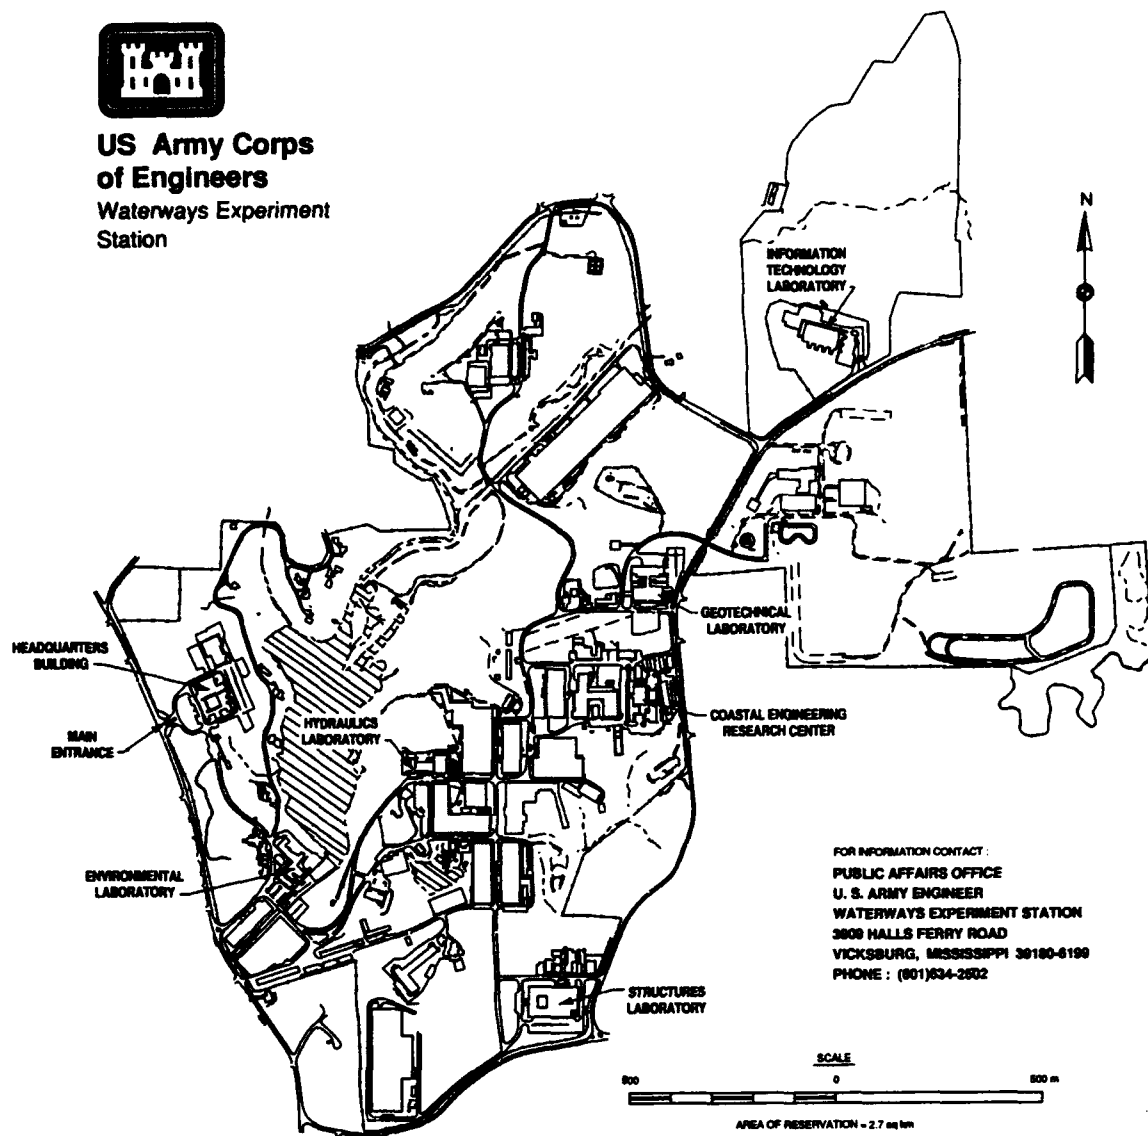 US Army Corps
of Engineers
Waterways Experiment
Station
N
INFORMATION
TECHNOLOGY
LABORATORY
GEOTECHNICAL
LABORATORY
HEADQUARTERS
BUILDING
MAIN
ENTRANCE
HYDRAULICS
LABORATORY
COASTAL ENGINEERING
RESEARCH CENTER
ENVIRONMENTAL
LABORATORY
STRUCTURES
LABORATORY
FOR INFORMATION CONTACT :
PUBLIC AFFAIRS OFFICE
U. S. ARMY ENGINEER
WATERWAYS EXPERIMENT STATION
3909 HALLS FERRY ROAD
VICKSBURG, MISSISSIPPI 39180-6199
PHONE : (601)634-2502
SCALE
500 0 500 m
AREA OF RESERVATION = 2.7 sq km